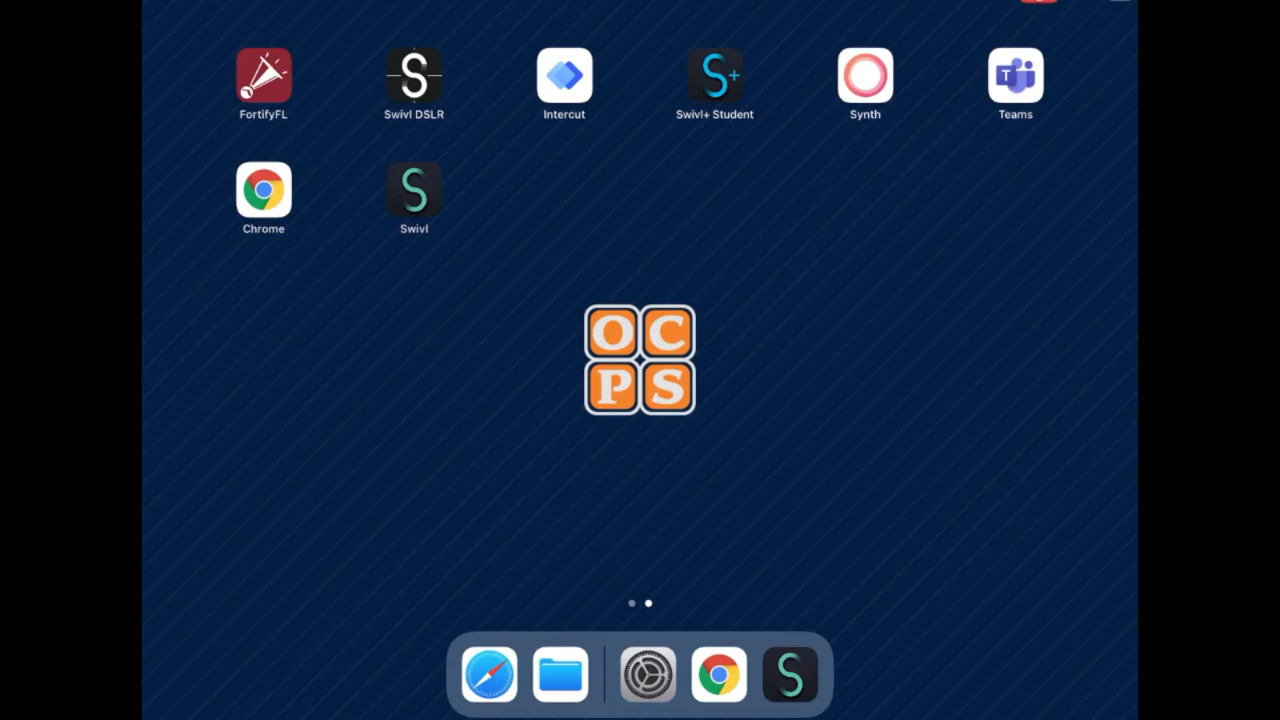 FortifyFL
Swivl DSLR
Intercut
Swivl+ Student
Synth
Teams
Chrome
Swivl
OC
PS